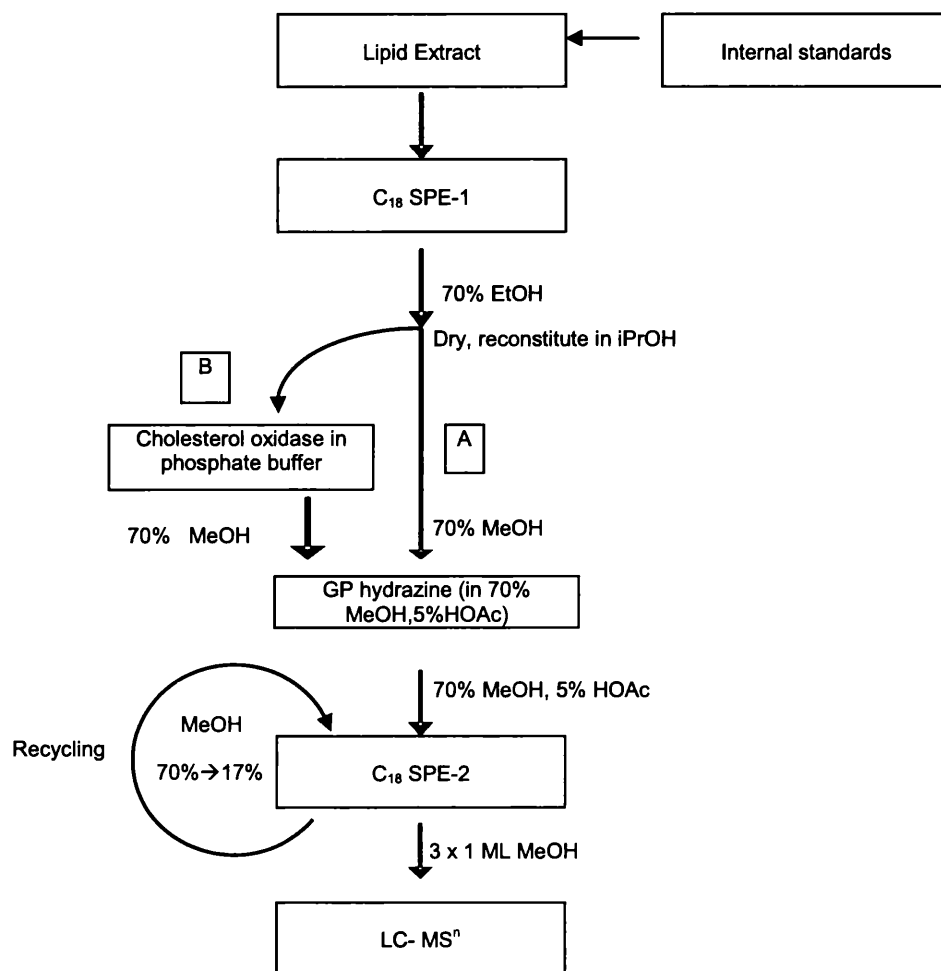 Lipid Extract
Internal standards
C₁₈ SPE-1
70% EtOH
Dry, reconstitute in iPrOH
B
Cholesterol oxidase in
phosphate buffer
A
70% MeOH
70% MeOH
GP hydrazine (in 70%
MeOH,5%HOAc)
70% MeOH, 5% HOAc
MeOH
Recycling
70%→17%
C₁₈ SPE-2
3 x 1 ML MeOH
LC- MSⁿ